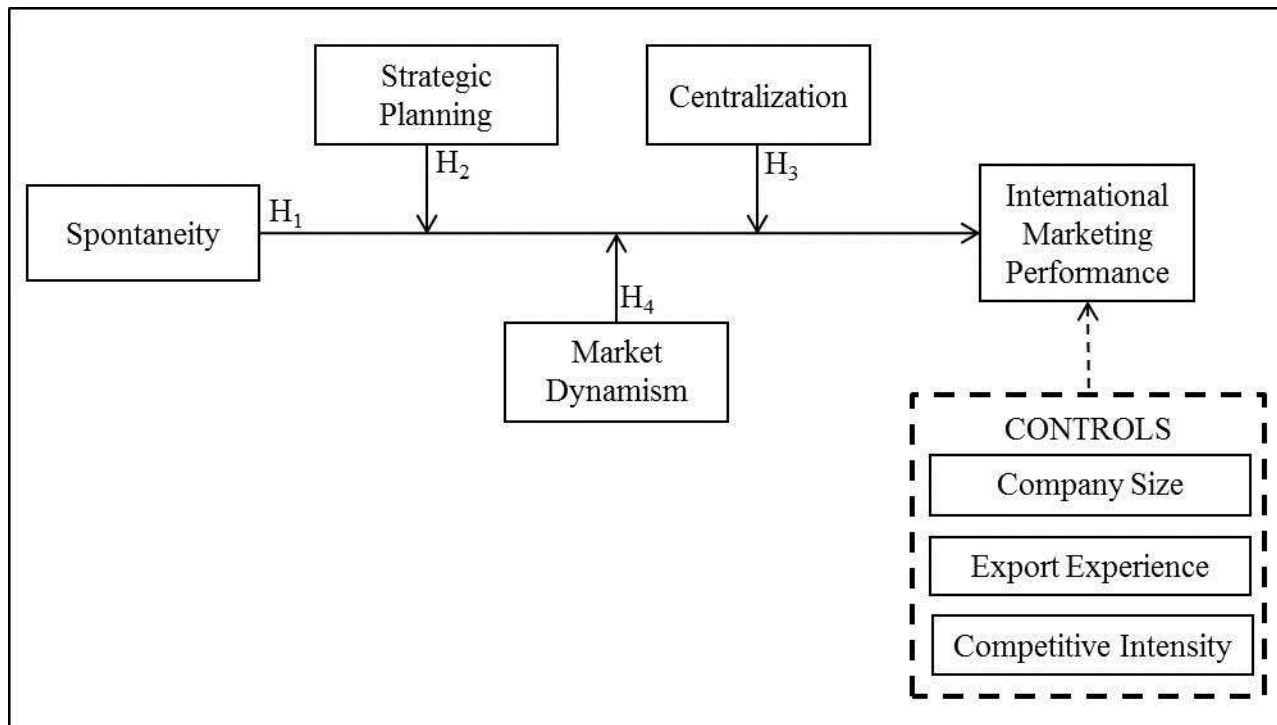 Strategic
Planning
Centralization
H₂
H₃
International
Marketing
Performance
H₁
Spontaneity
H₄
Market
Dynamism
CONTROLS
Company Size
Export Experience
Competitive Intensity